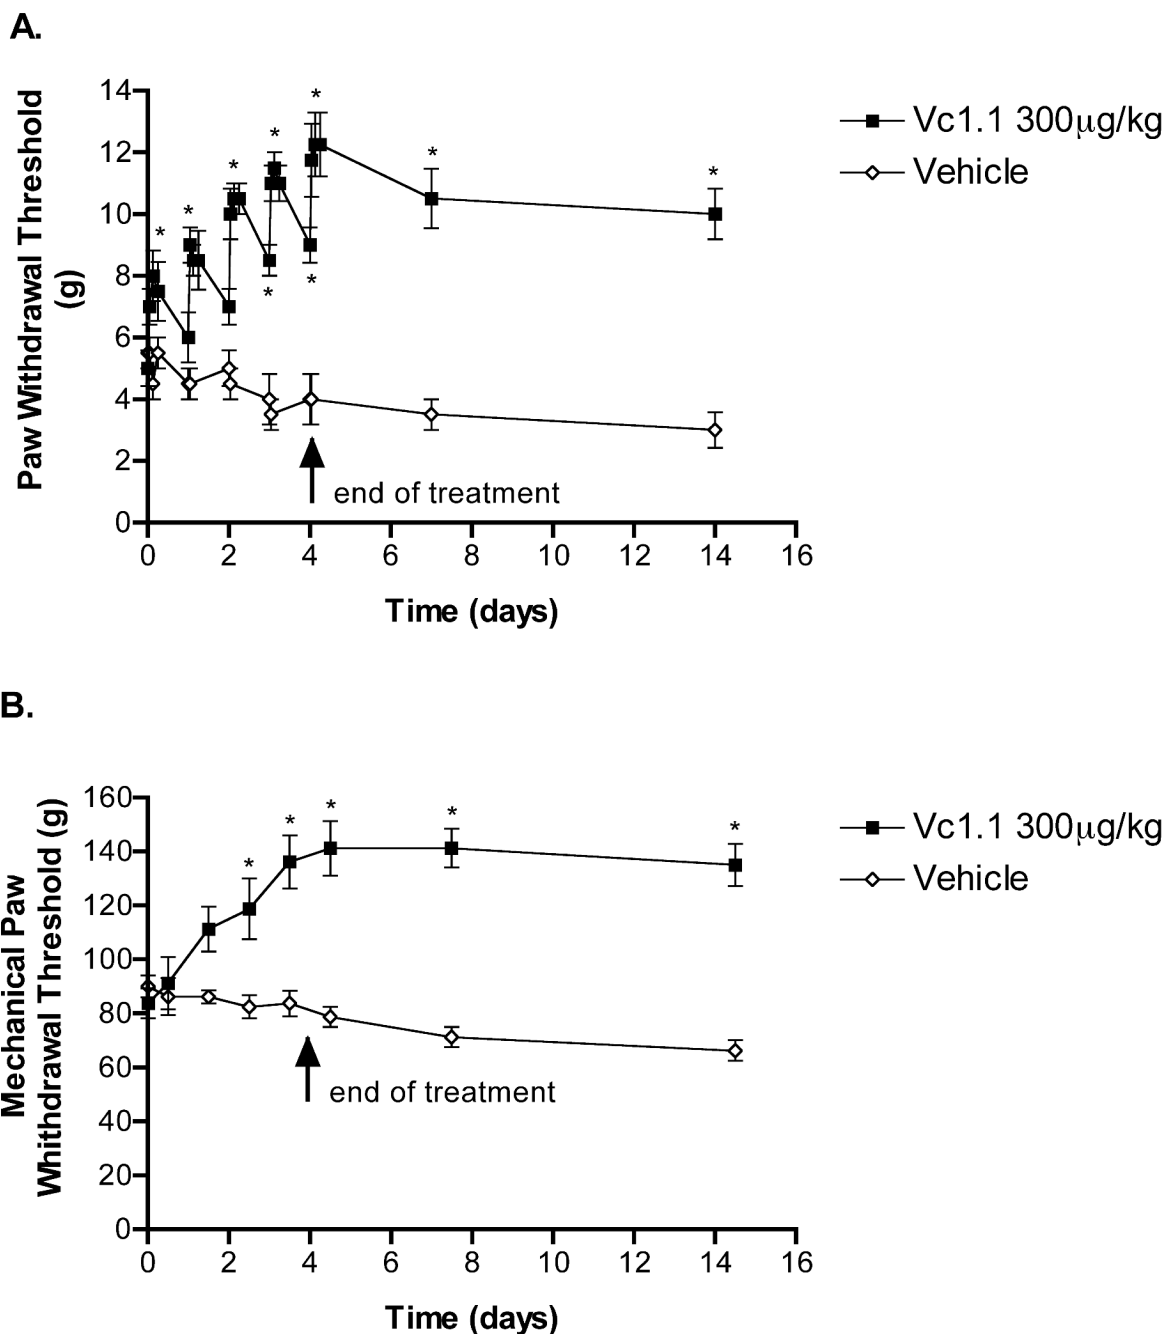 A.
Paw Withdrawal Threshold
(g)
14
12
10
8
6
4
2
0
* * * * * * * * *
Vc1.1 300µg/kg
Vehicle
end of treatment
0 2 4 6 8 10 12 14 16
Time (days)
B.
Mechanical Paw
Whithdrawal Threshold (g)
160
140
120
100
80
60
40
20
0
* * * * *
Vc1.1 300µg/kg
Vehicle
end of treatment
0 2 4 6 8 10 12 14 16
Time (days)